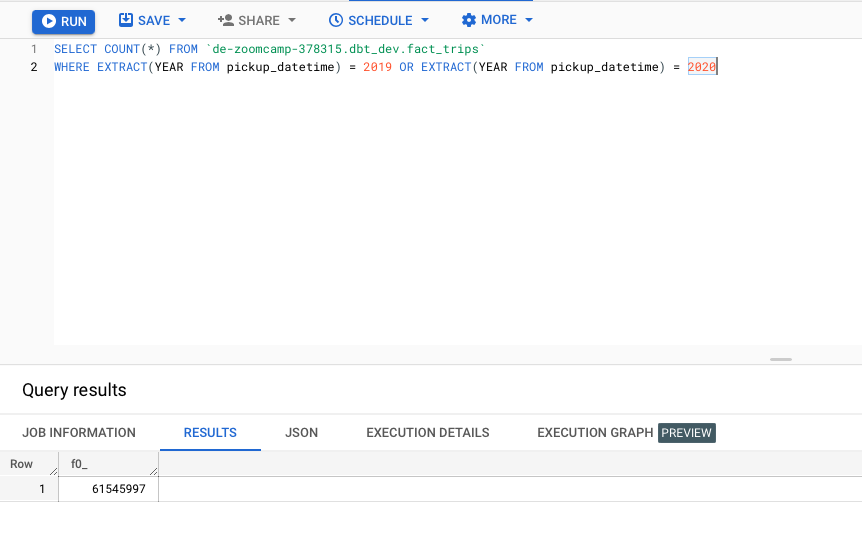 RUN SAVE SHARE SCHEDULE MORE
1 SELECT COUNT(*) FROM `de-zoomcamp-378315.dbt_dev.fact_trips`
2 WHERE EXTRACT(YEAR FROM pickup_datetime) = 2019 OR EXTRACT(YEAR FROM pickup_datetime) = 2020
Query results
JOB INFORMATION RESULTS JSON EXECUTION DETAILS EXECUTION GRAPH PREVIEW
Row f0_
1 61545997